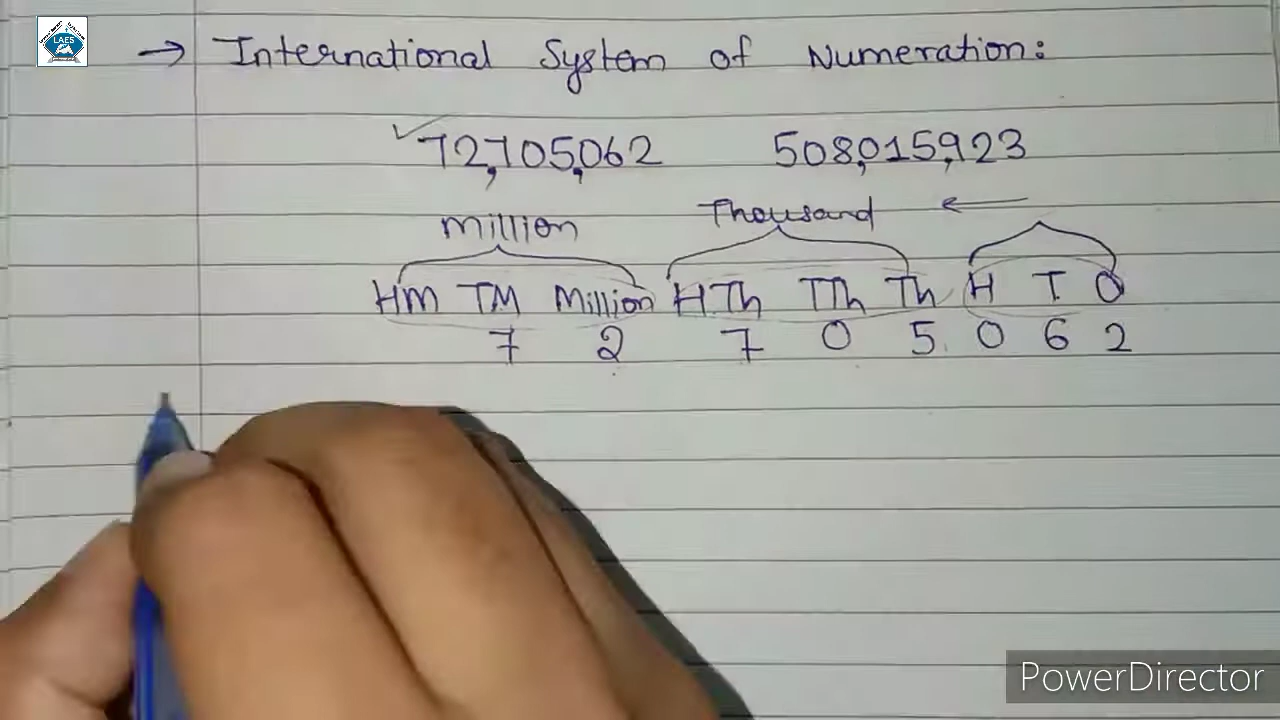 LAES
→ International System of Numeration:
✓72,705,062 508,015,923
Million Thousand ←
HM TM Million HTh TTh Th H T O
7 2 7 0 5 0 6 2
PowerDirector